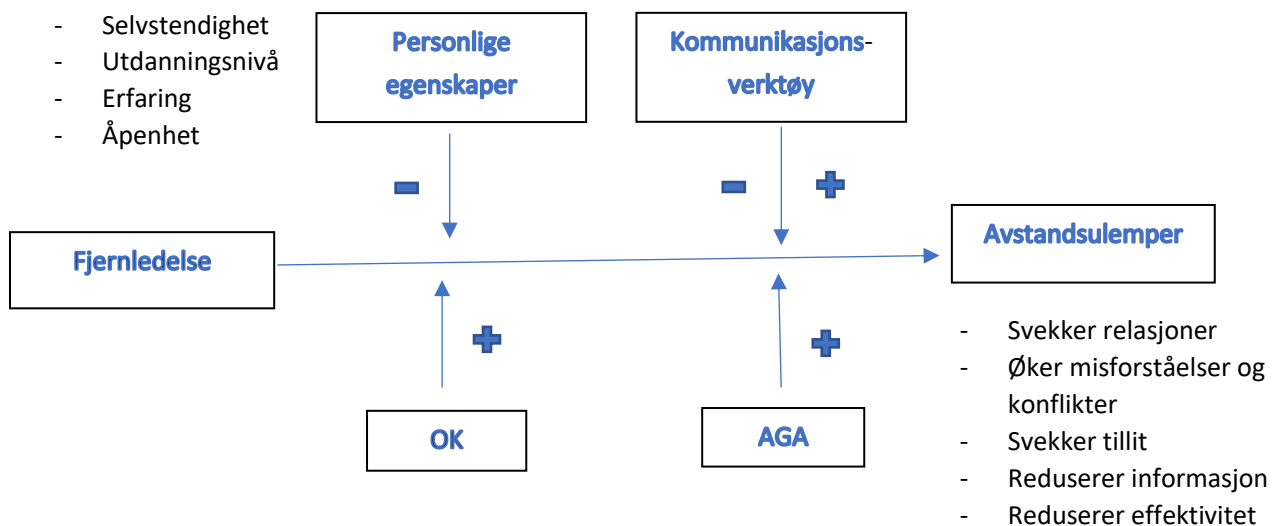 - Selvstendighet
- Utdanningsnivå
- Erfaring
- Åpenhet
Personlige
egenskaper
Kommunikasjons-
verktøy
Fjernledelse
Avstandsulemper
OK
AGA
- Svekker relasjoner
- Øker misforståelser og
konflikter
- Svekker tillit
- Reduserer informasjon
- Reduserer effektivitet